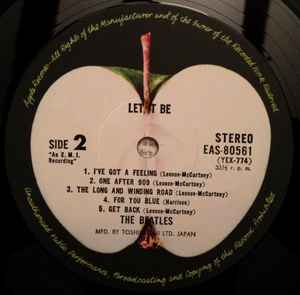 Apple Records · All Rights of the Manufacturer and of the Owner of the Recorded Work Reserved.
LET IT BE
SIDE 2
"An E.M.I. Recording"
STEREO
EAS-80561
(YEX-774)
33⅓ r.p.m.
1. I'VE GOT A FEELING (Lennon-McCartney)
2. ONE AFTER 909 (Lennon-McCartney)
3. THE LONG AND WINDING ROAD (Lennon-McCartney)
4. FOR YOU BLUE (Harrison)
5. GET BACK (Lennon-McCartney)
THE BEATLES
MFD. BY TOSHIBA LTD. JAPAN
Unauthorised Public Performance, Broadcasting and Copying of this Record Prohibited